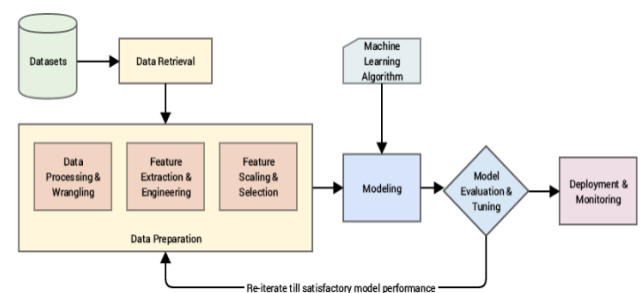 Datasets
Data Retrieval
Machine
Learning
Algorithm
Data
Processing &
Wrangling
Feature
Extraction &
Engineering
Feature
Scaling &
Selection
Data Preparation
Modeling
Model
Evaluation &
Tuning
Deployment &
Monitoring
Re-iterate till satisfactory model performance